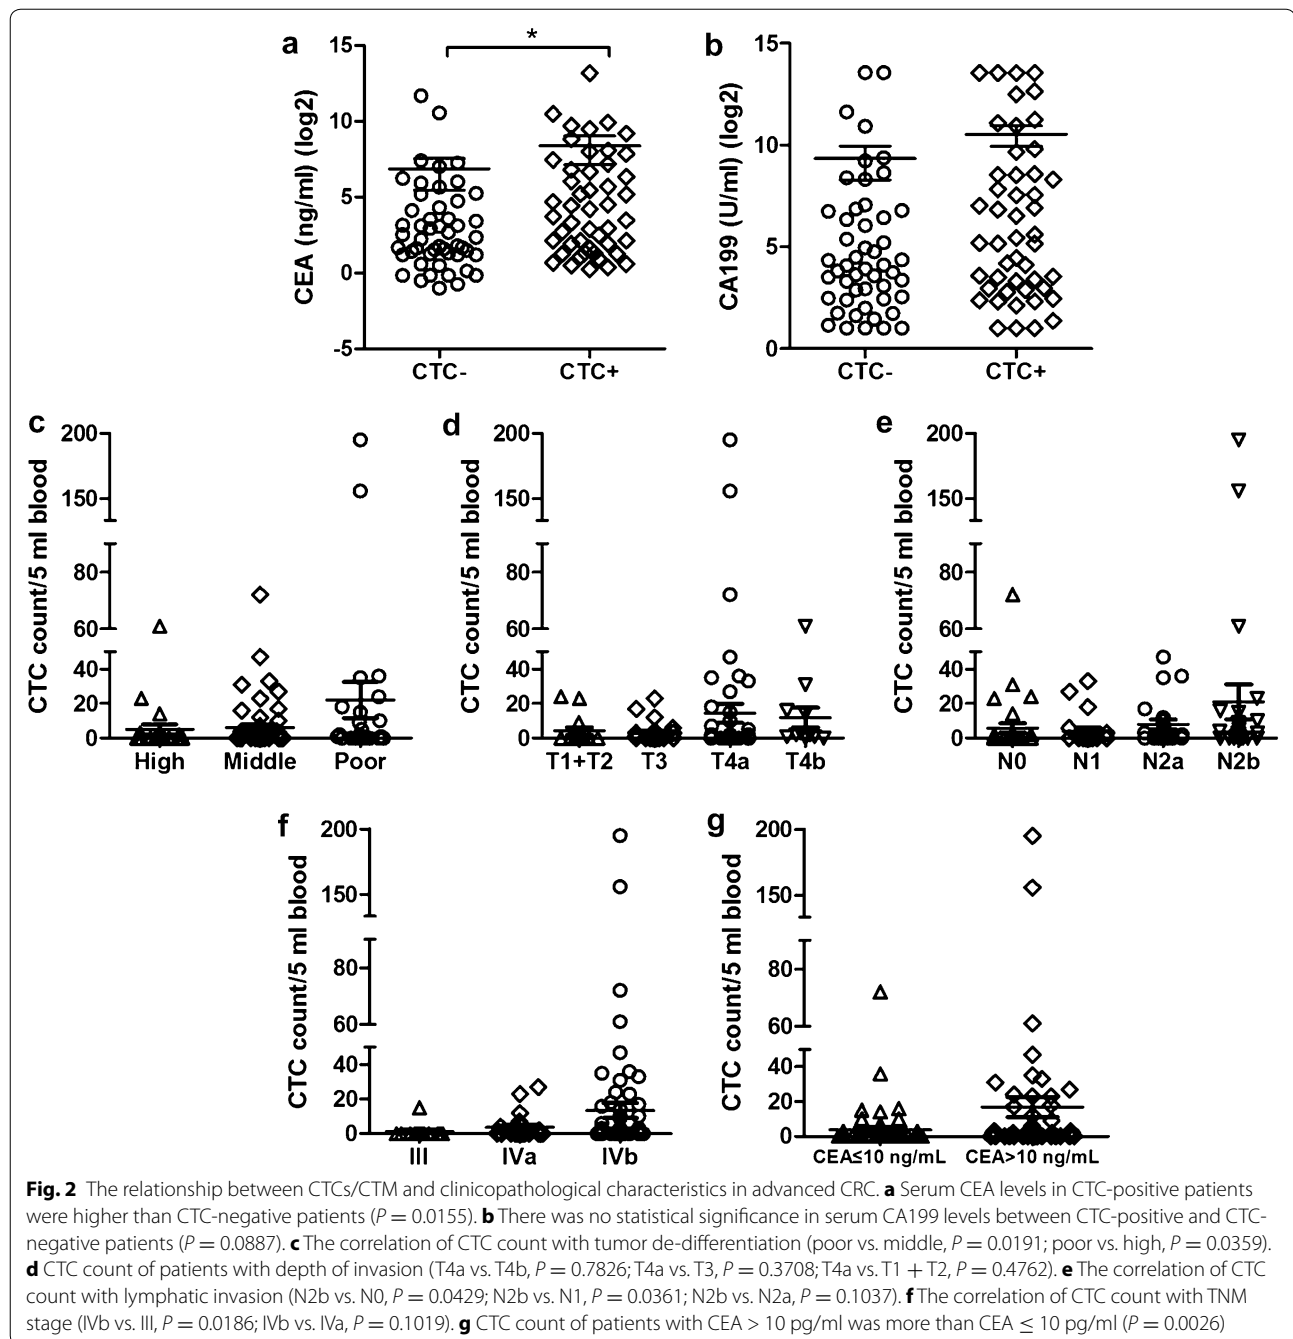 a
*
15
10
5
0
-5
CEA (ng/ml) (log2)
CTC-
CTC+
b
15
10
5
0
CA199 (U/ml) (log2)
CTC-
CTC+
c
200
150
80
60
40
20
0
CTC count/5 ml blood
High
Middle
Poor
d
200
150
80
60
40
20
0
CTC count/5 ml blood
T1+T2
T3
T4a
T4b
e
200
150
80
60
40
20
0
CTC count/5 ml blood
N0
N1
N2a
N2b
f
200
150
80
60
40
20
0
CTC count/5 ml blood
III
IVa
IVb
g
200
150
80
60
40
20
0
CTC count/5 ml blood
CEA≤10 ng/mL
CEA>10 ng/mL
Fig. 2 The relationship between CTCs/CTM and clinicopathological characteristics in advanced CRC. a Serum CEA levels in CTC-positive patients
were higher than CTC-negative patients (P = 0.0155). b There was no statistical significance in serum CA199 levels between CTC-positive and CTC-
negative patients (P = 0.0887). c The correlation of CTC count with tumor de-differentiation (poor vs. middle, P = 0.0191; poor vs. high, P = 0.0359).
d CTC count of patients with depth of invasion (T4a vs. T4b, P = 0.7826; T4a vs. T3, P = 0.3708; T4a vs. T1 + T2, P = 0.4762). e The correlation of CTC
count with lymphatic invasion (N2b vs. N0, P = 0.0429; N2b vs. N1, P = 0.0361; N2b vs. N2a, P = 0.1037). f The correlation of CTC count with TNM
stage (IVb vs. III, P = 0.0186; IVb vs. IVa, P = 0.1019). g CTC count of patients with CEA > 10 pg/ml was more than CEA ≤ 10 pg/ml (P = 0.0026)